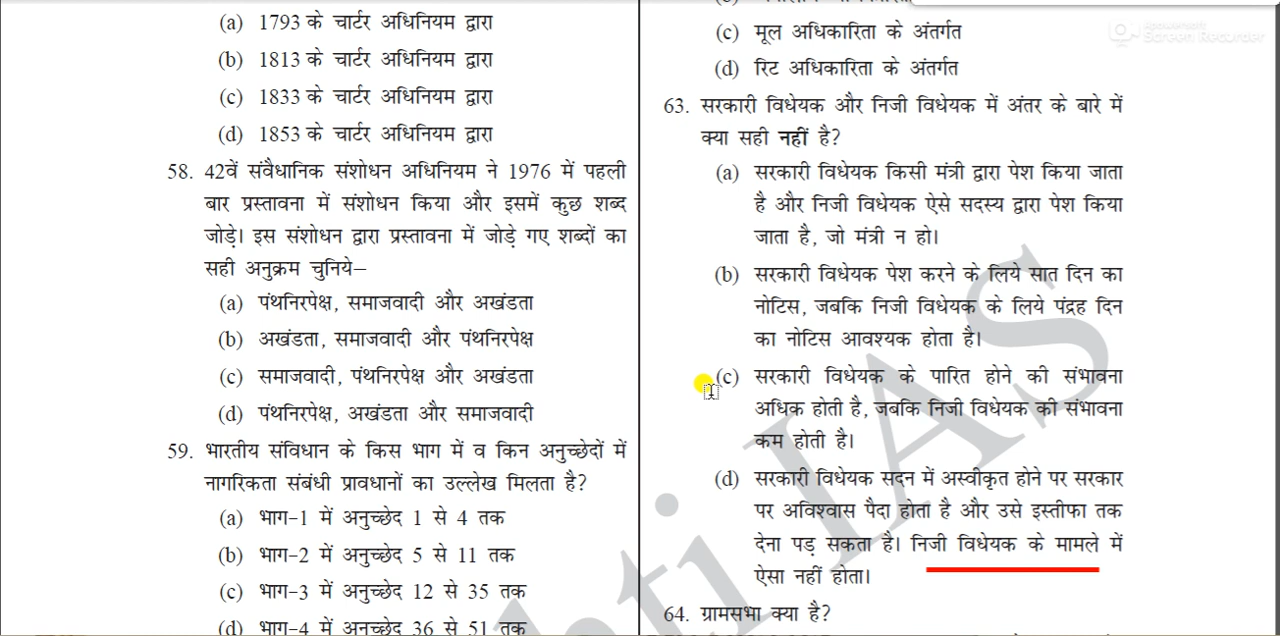 (a) 1793 के चार्टर अधिनियम द्वारा
(b) 1813 के चार्टर अधिनियम द्वारा
(c) 1833 के चार्टर अधिनियम द्वारा
(d) 1853 के चार्टर अधिनियम द्वारा
58. 42वें संवैधानिक संशोधन अधिनियम ने 1976 में पहली
बार प्रस्तावना में संशोधन किया और इसमें कुछ शब्द
जोड़े। इस संशोधन द्वारा प्रस्तावना में जोड़े गए शब्दों का
सही अनुक्रम चुनिये–
(a) पंथनिरपेक्ष, समाजवादी और अखंडता
(b) अखंडता, समाजवादी और पंथनिरपेक्ष
(c) समाजवादी, पंथनिरपेक्ष और अखंडता
(d) पंथनिरपेक्ष, अखंडता और समाजवादी
59. भारतीय संविधान के किस भाग में व किन अनुच्छेदों में
नागरिकता संबंधी प्रावधानों का उल्लेख मिलता है?
(a) भाग-1 में अनुच्छेद 1 से 4 तक
(b) भाग-2 में अनुच्छेद 5 से 11 तक
(c) भाग-3 में अनुच्छेद 12 से 35 तक
(d) भाग-4 में अनुच्छेद 36 से 51 तक
(c) मूल अधिकारिता के अंतर्गत
(d) रिट अधिकारिता के अंतर्गत
63. सरकारी विधेयक और निजी विधेयक में अंतर के बारे में
क्या सही नहीं है?
(a) सरकारी विधेयक किसी मंत्री द्वारा पेश किया जाता
है और निजी विधेयक ऐसे सदस्य द्वारा पेश किया
जाता है, जो मंत्री न हो।
(b) सरकारी विधेयक पेश करने के लिये सात दिन का
नोटिस, जबकि निजी विधेयक के लिये पंद्रह दिन
का नोटिस आवश्यक होता है।
(c) सरकारी विधेयक के पारित होने की संभावना
अधिक होती है, जबकि निजी विधेयक की संभावना
कम होती है।
(d) सरकारी विधेयक सदन में अस्वीकृत होने पर सरकार
पर अविश्वास पैदा होता है और उसे इस्तीफा तक
देना पड़ सकता है। निजी विधेयक के मामले में
ऐसा नहीं होता।
64. ग्रामसभा क्या है?
Apowersoft
Screen Recorder
hti IAS